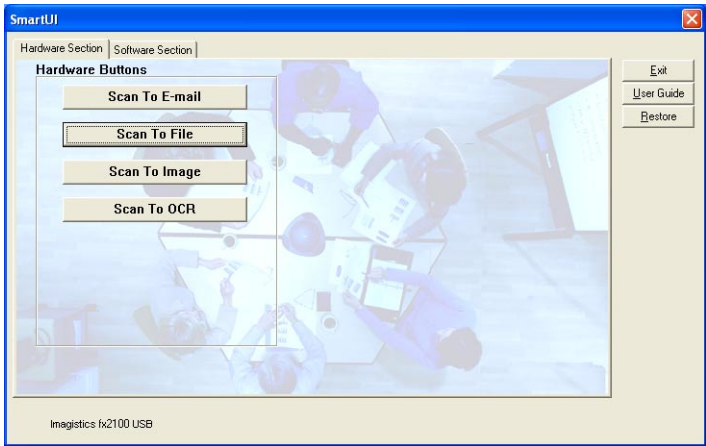 SmartUI
Hardware Section Software Section
Hardware Buttons
Scan To E-mail
Scan To File
Scan To Image
Scan To OCR
Exit
User Guide
Restore
Imagistics fx2100 USB